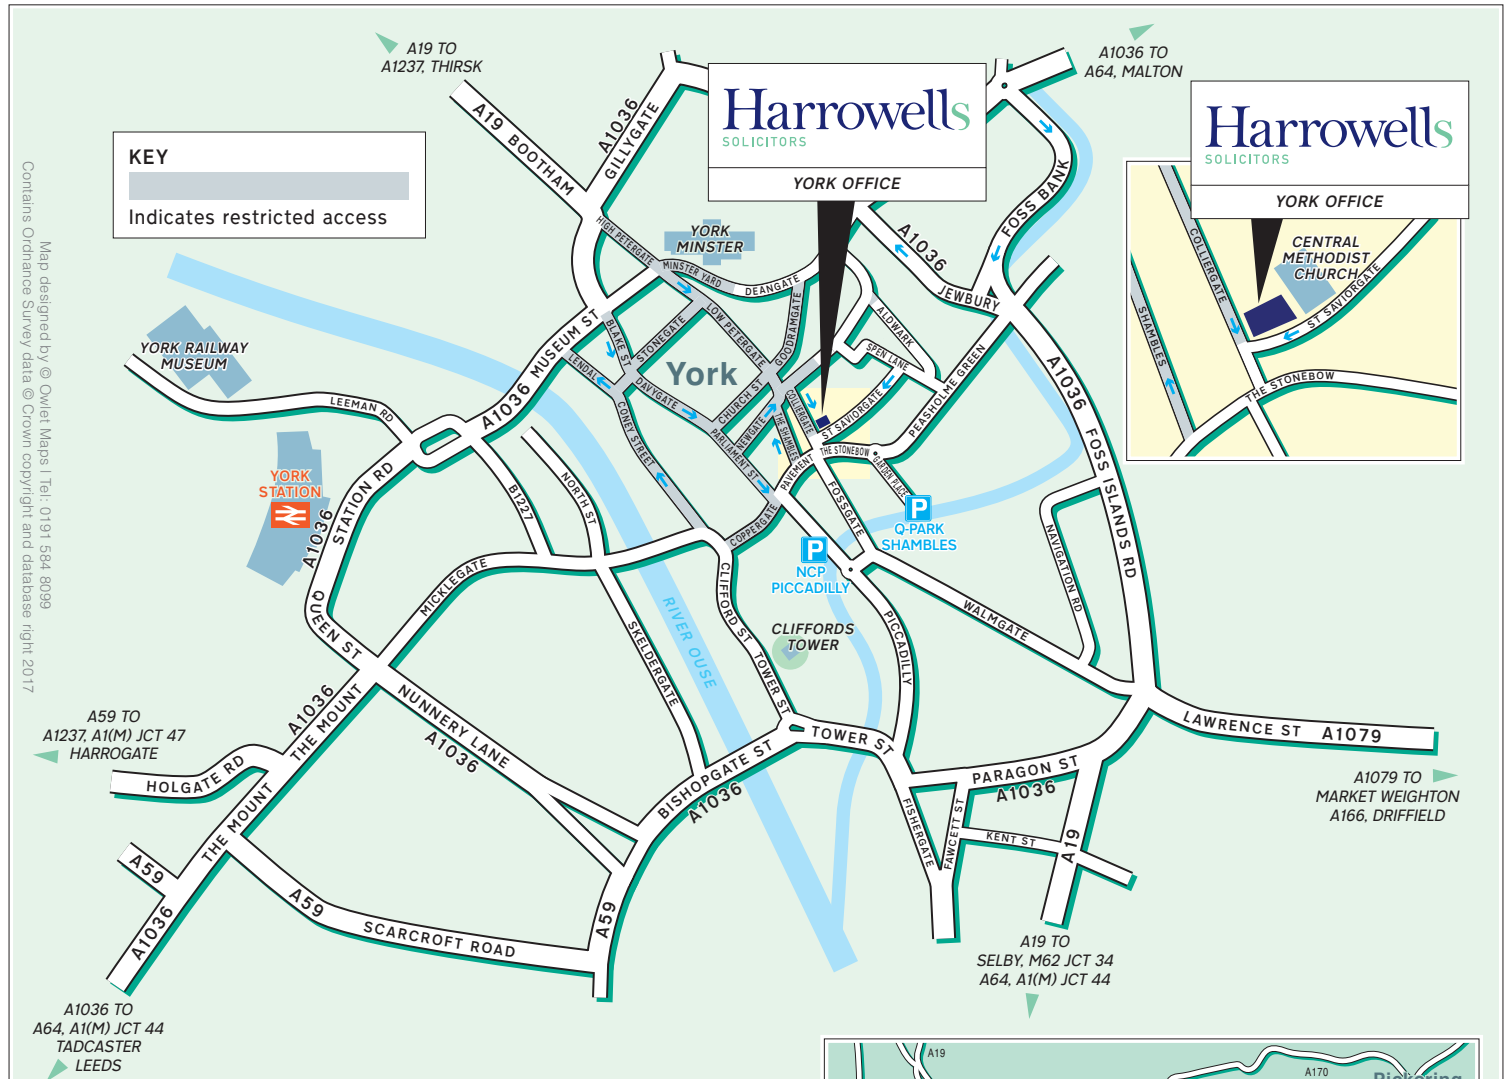 A19 TO
A1237, THIRSK
A1036 TO
A64, MALTON
Harrowells
SOLICITORS
YORK OFFICE
Harrowells
SOLICITORS
YORK OFFICE
KEY
Indicates restricted access
A19 BOOTHAM
A1036
GILLYGATE
FOSS BANK
A1036
JEWBURY
HIGH PETERGATE
YORK
MINSTER
MINSTER YARD
DEANGATE
COLLIERGATE
CENTRAL
METHODIST
CHURCH
ST SAVIORGATE
SHAMBLES
THE STONEBOW
YORK RAILWAY
MUSEUM
LEEMAN RD
A1036 MUSEUM ST
BLAKE ST
STONEGATE
LOW PETERGATE
GOODRAMGATE
ALDWARK
SPEN LANE
LENDAL
York
DAVYGATE
CHURCH ST
CONEY STREET
PARLIAMENT ST
NEWGATE
THE SHAMBLES
COLLIERGATE
ST SAVIORGATE
PEASHOLME GREEN
THE STONEBOW
PAVEMENT
GARDEN PLACE
FOSSGATE
COPPERGATE
A1036
FOSS ISLANDS RD
NAVIGATION RD
YORK
STATION
A1036
STATION RD
B1227
NORTH ST
P
Q-PARK
SHAMBLES
P
NCP
PICCADILLY
MICKLEGATE
QUEEN ST
CLIFFORD ST
TOWER ST
CLIFFORDS
TOWER
RIVER OUSE
SKELDERGATE
PICCADILLY
WALMGATE
A1036
THE MOUNT
NUNNERY LANE
A1036
A59 TO
A1237, A1(M) JCT 47
HARROGATE
HOLGATE RD
THE MOUNT
BISHOPGATE ST
A1036
TOWER ST
PARAGON ST
A1036
LAWRENCE ST A1079
A1079 TO
MARKET WEIGHTON
A166, DRIFFIELD
FISHERGATE
FAWCETT ST
KENT ST
A19
A59
A59
SCARCROFT ROAD
A59
A1036
A19 TO
SELBY, M62 JCT 34
A64, A1(M) JCT 44
A1036 TO
A64, A1(M) JCT 44
TADCASTER
LEEDS
A19
A170
Pickering
Map designed by © Owlet Maps I Tel: 0191 584 8099
Contains Ordnance Survey data © Crown copyright and database right 2017